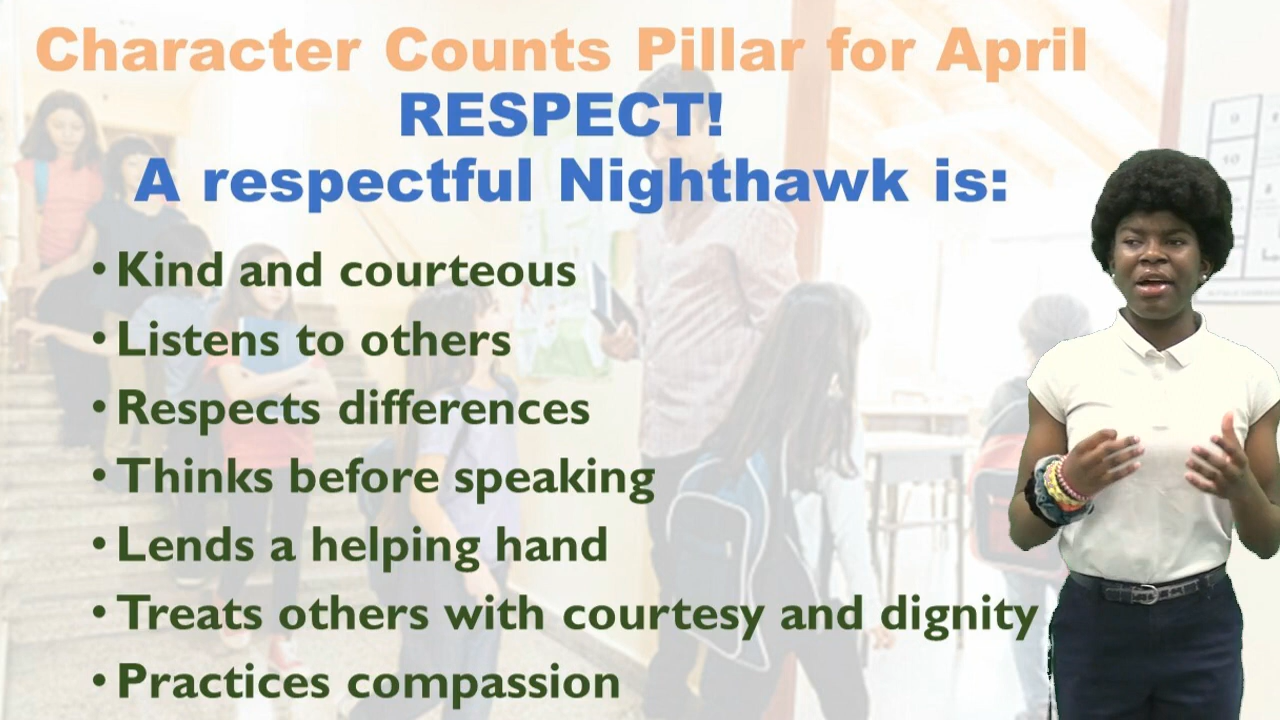 Character Counts Pillar for April
RESPECT!
A respectful Nighthawk is:
• Kind and courteous
• Listens to others
• Respects differences
• Thinks before speaking
• Lends a helping hand
• Treats others with courtesy and dignity
• Practices compassion